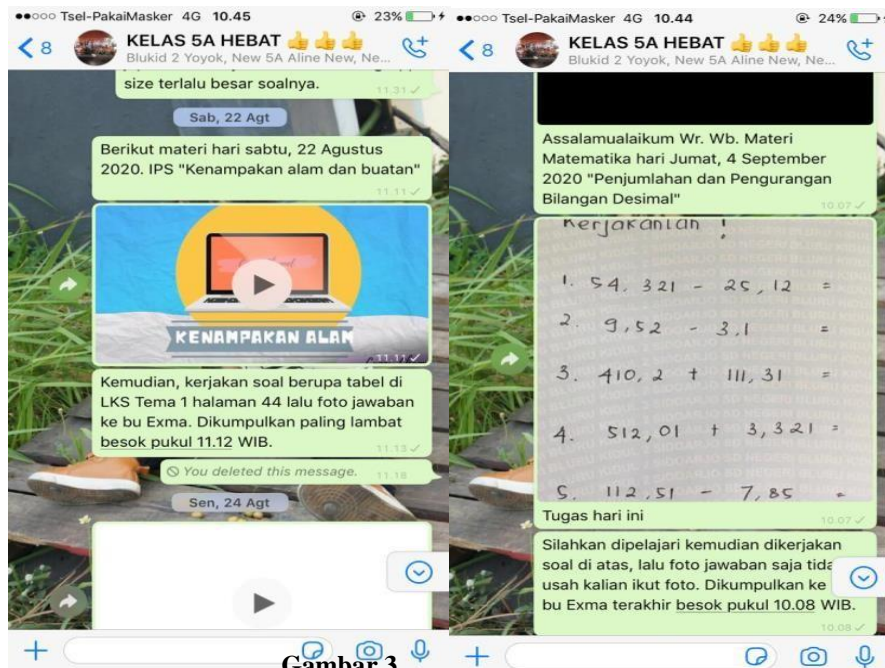 Tsel-PakaiMasker 4G 10.45 23%
8 KELAS 5A HEBAT 👍👍👍
Blukid 2 Yoyok, New 5A Aline New, Ne...
size terlalu besar soalnya.
11.31
Sab, 22 Agt
Berikut materi hari sabtu, 22 Agustus
2020. IPS "Kenampakan alam dan buatan"
11.11
KENAMPAKAN ALAM
11.11
Kemudian, kerjakan soal berupa tabel di
LKS Tema 1 halaman 44 lalu foto jawaban
ke bu Exma. Dikumpulkan paling lambat
besok pukul 11.12 WIB.
11.13
You deleted this message. 11.18
Sen, 24 Agt
Tsel-PakaiMasker 4G 10.44 24%
8 KELAS 5A HEBAT 👍👍👍
Blukid 2 Yoyok, New 5A Aline New, Ne...
Assalamualaikum Wr. Wb. Materi
Matematika hari Jumat, 4 September
2020 "Penjumlahan dan Pengurangan
Bilangan Desimal"
10.07
Kerjakanlah !
1. 54.321 - 25,12 =
2. 9,52 - 3,1 =
3. 410,2 + 111,31 =
4. 512,01 + 3,321 =
5. 112,51 - 7,85 =
Tugas hari ini
10.07
Silahkan dipelajari kemudian dikerjakan
soal di atas, lalu foto jawaban saja
usah kalian ikut foto. Dikumpulkan ke
bu Exma terakhir besok pukul 10.08 WIB.
10.08
Gambar 3